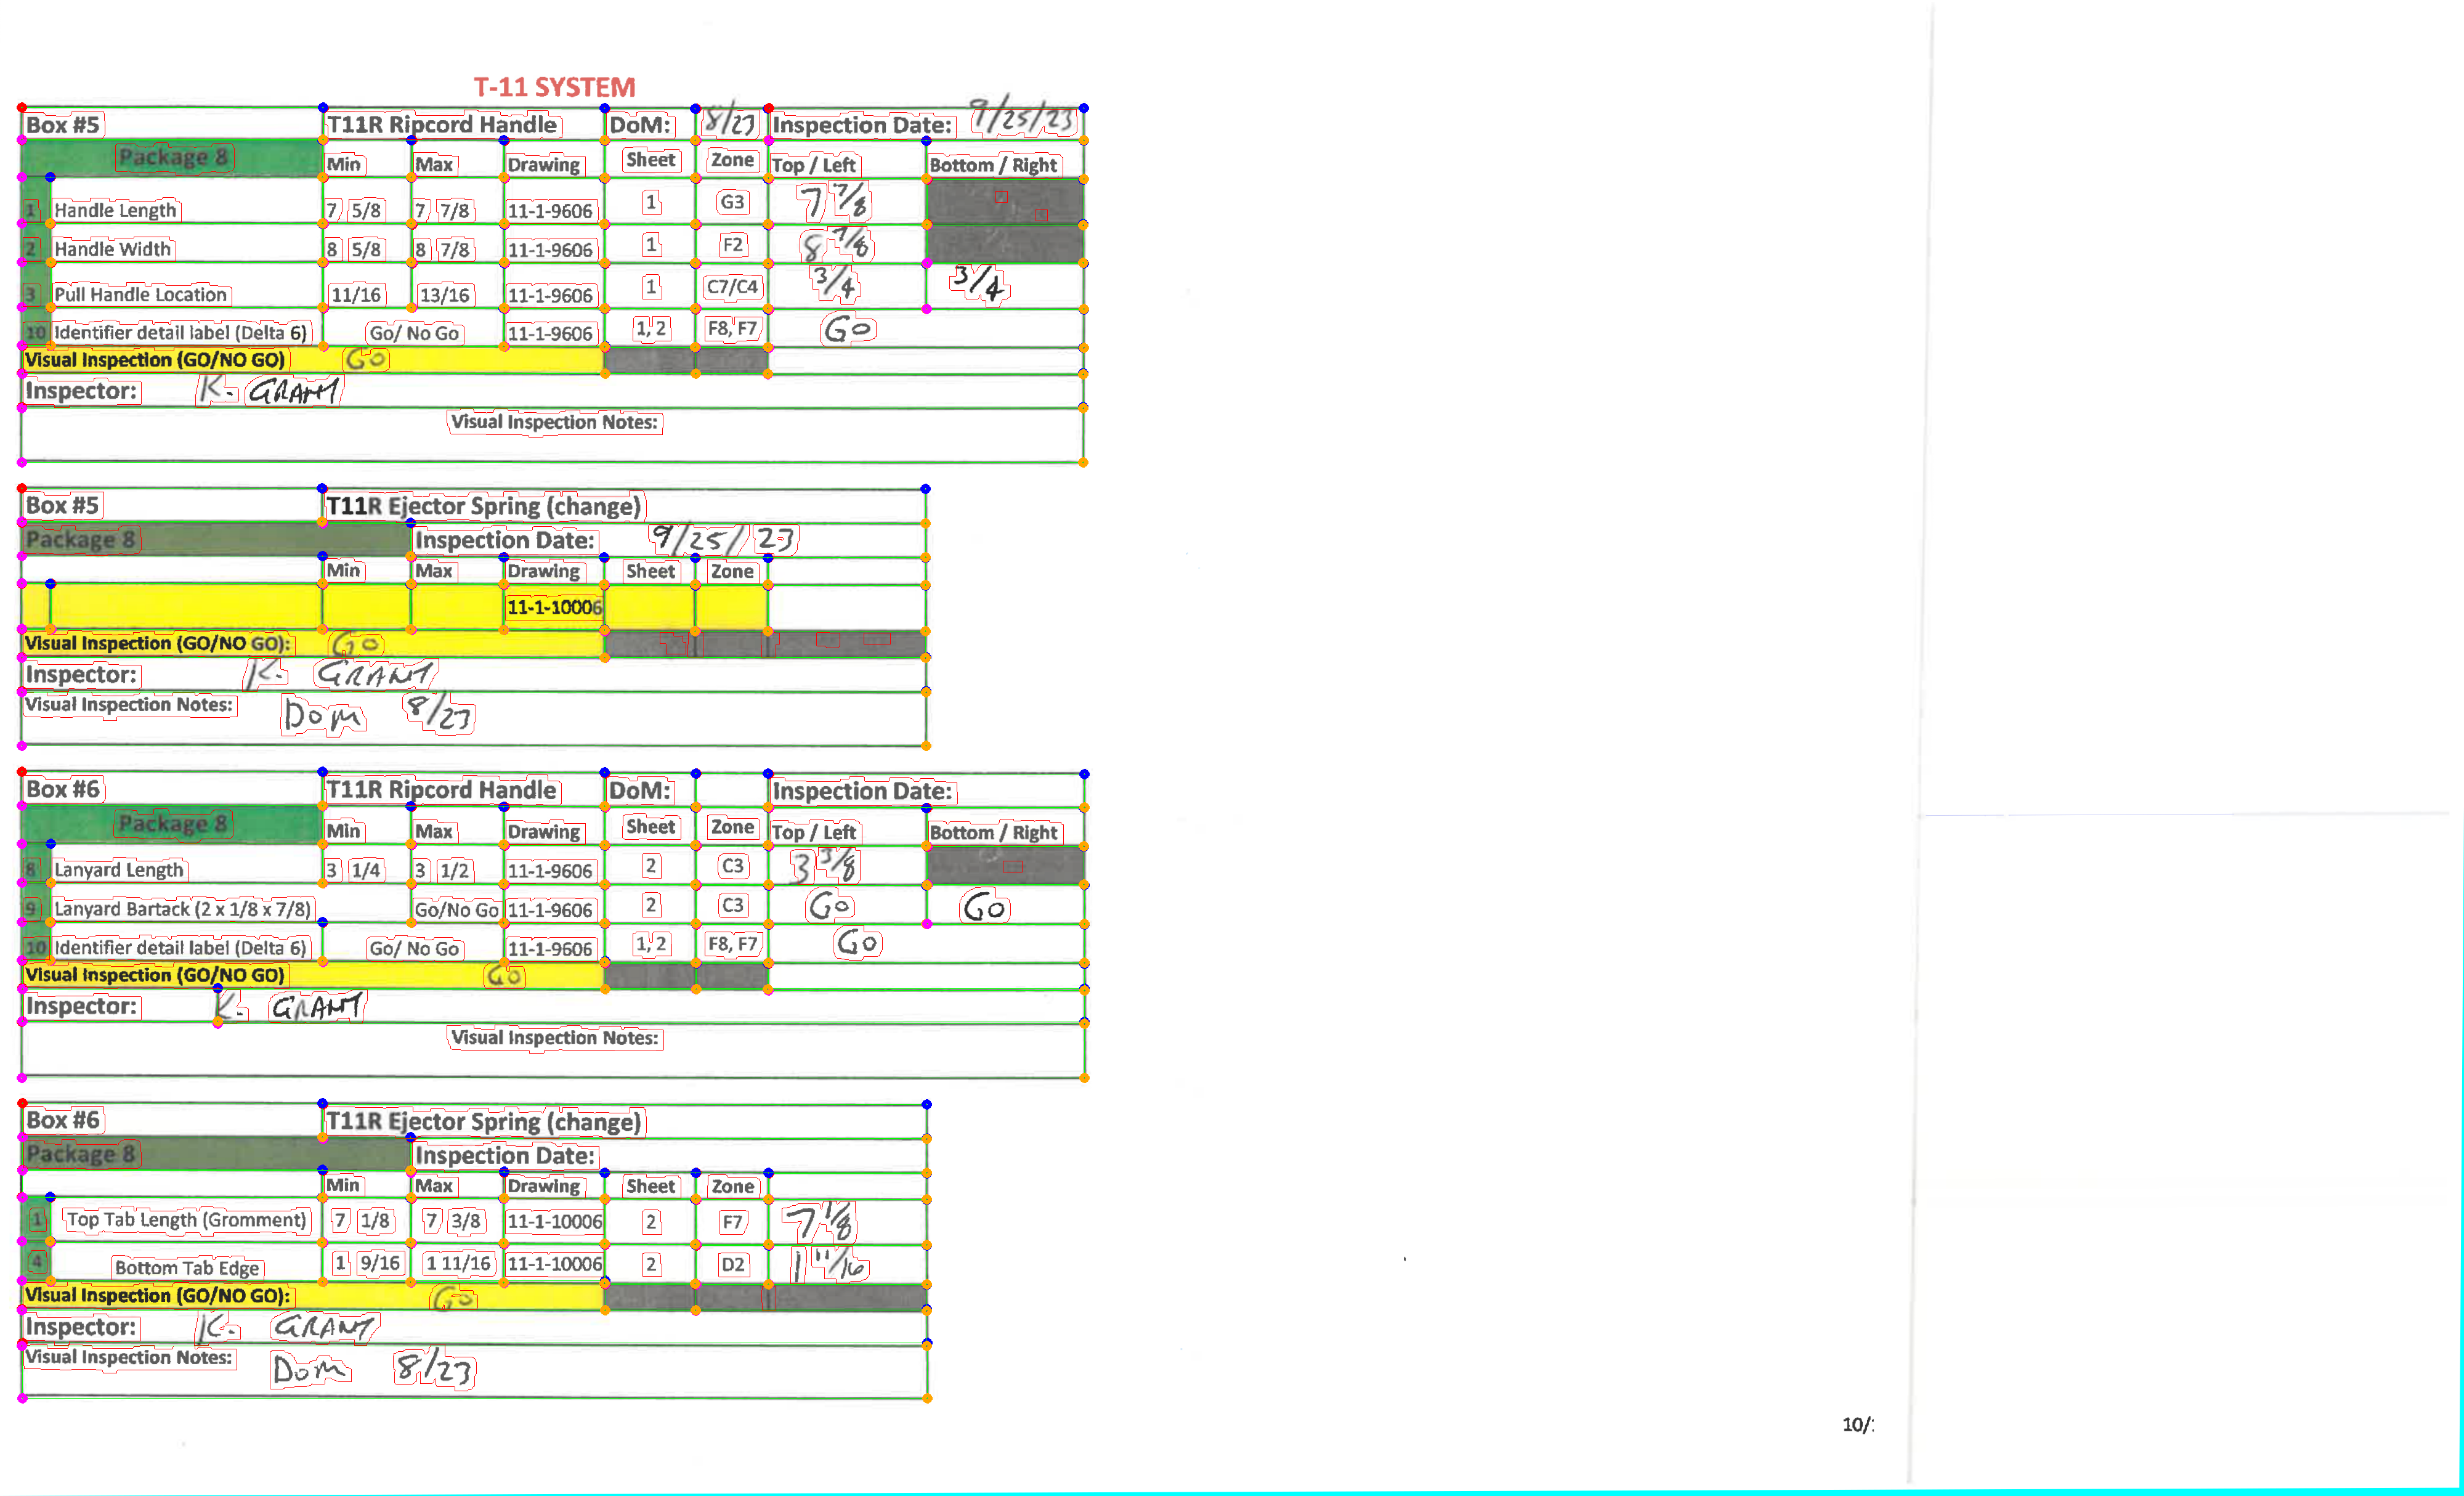 T-11 SYSTEM
Box #5 T11R Ripcord Handle DoM: 8/23 Inspection Date: 9/25/23
Package 8 Min Max Drawing Sheet Zone Top / Left Bottom / Right
1 Handle Length 7 5/8 7 7/8 11-1-9606 1 G3 7 7/8
2 Handle Width 8 5/8 8 7/8 11-1-9606 1 F2 8 7/8
3 Pull Handle Location 11/16 13/16 11-1-9606 1 C7/C4 3/4 3/4
10 Identifier detail label (Delta 6) Go/ No Go 11-1-9606 1, 2 F8, F7 Go
Visual Inspection (GO/NO GO) Go
Inspector: K. GRANT
Visual Inspection Notes:
Box #5 T11R Ejector Spring (change)
Package 8 Inspection Date: 9/25/23
Min Max Drawing Sheet Zone
11-1-10006
Visual Inspection (GO/NO GO): Go
Inspector: K. GRANT
Visual Inspection Notes: Dom 8/23
Box #6 T11R Ripcord Handle DoM: Inspection Date:
Package 8 Min Max Drawing Sheet Zone Top / Left Bottom / Right
8 Lanyard Length 3 1/4 3 1/2 11-1-9606 2 C3 3 3/8
9 Lanyard Bartack (2 x 1/8 x 7/8) Go/No Go 11-1-9606 2 C3 Go Go
10 Identifier detail label (Delta 6) Go/ No Go 11-1-9606 1, 2 F8, F7 Go
Visual Inspection (GO/NO GO) Go
Inspector: K. GRANT
Visual Inspection Notes:
Box #6 T11R Ejector Spring (change)
Package 8 Inspection Date:
Min Max Drawing Sheet Zone
1 Top Tab Length (Gromment) 7 1/8 7 3/8 11-1-10006 2 F7 7 1/8
4 Bottom Tab Edge 1 9/16 1 11/16 11-1-10006 2 D2 1 11/16
Visual Inspection (GO/NO GO): Go
Inspector: K. GRANT
Visual Inspection Notes: Dom 8/23
10/